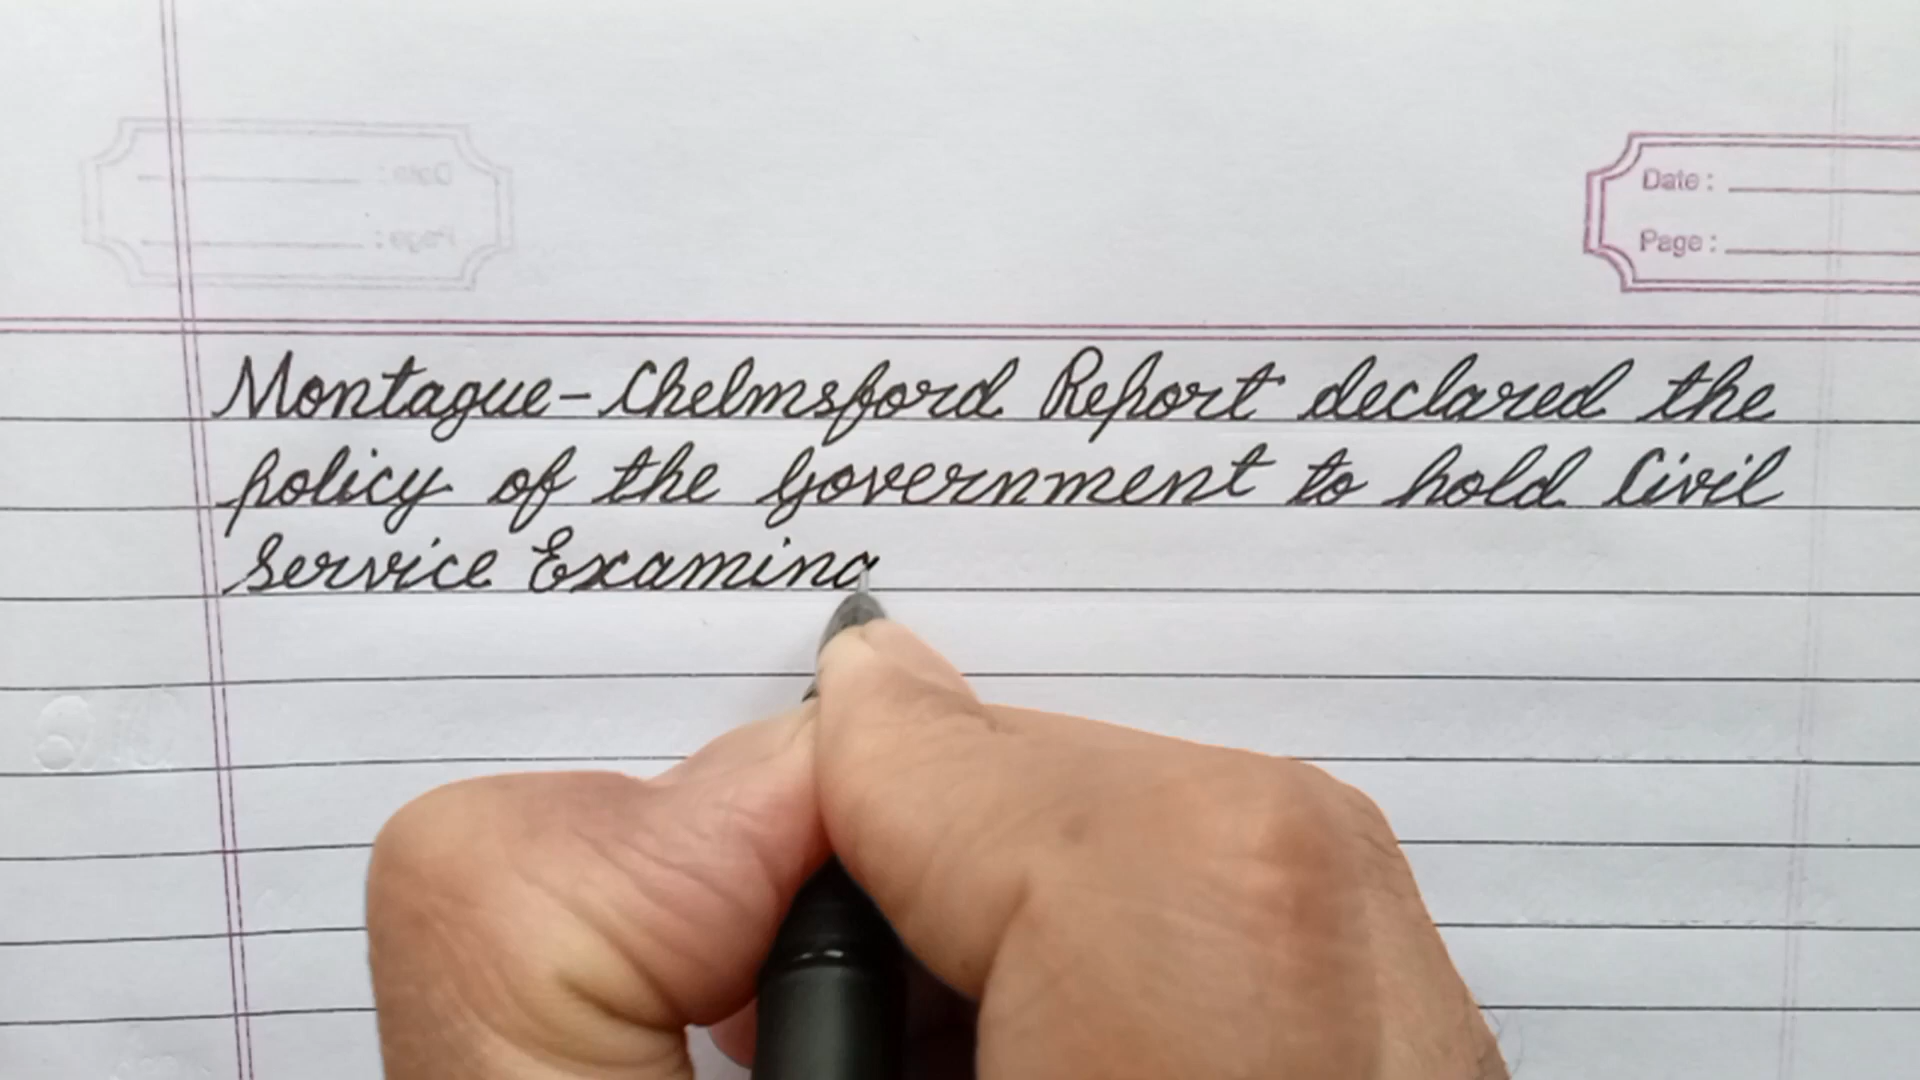 Date :
Page :
Montague-Chelmsford Report declared the
policy of the Government to hold Civil
Service Examina